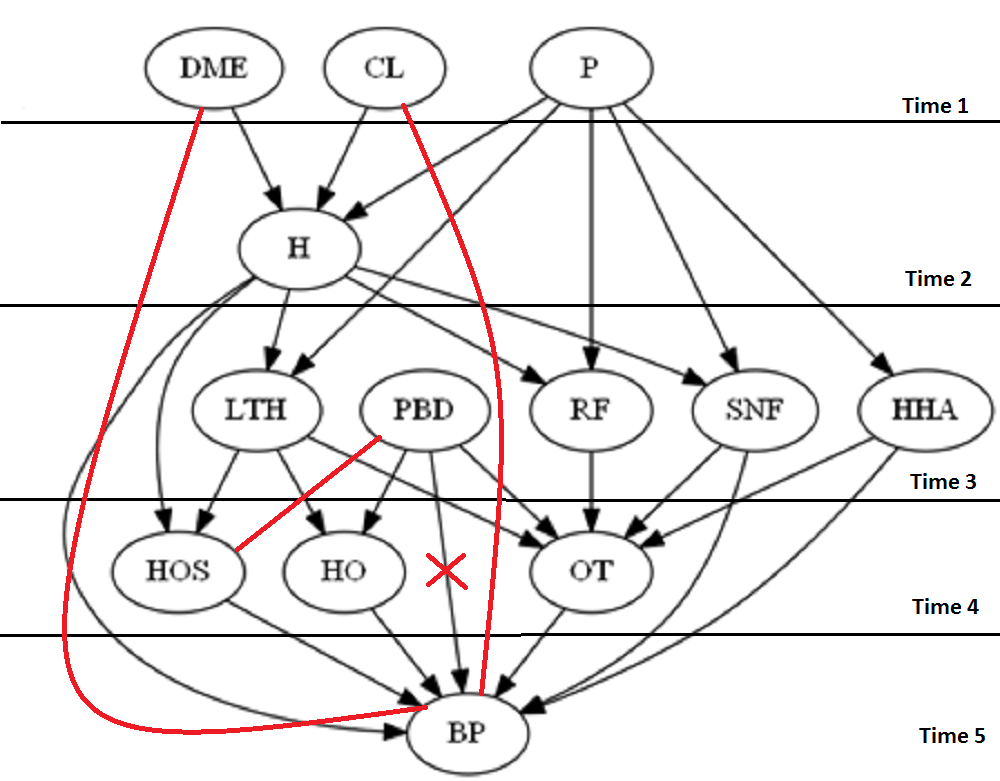 DME CL P
Time 1
H
Time 2
LTH PBD RF SNF HHA
Time 3
HOS HO OT
Time 4
BP
Time 5